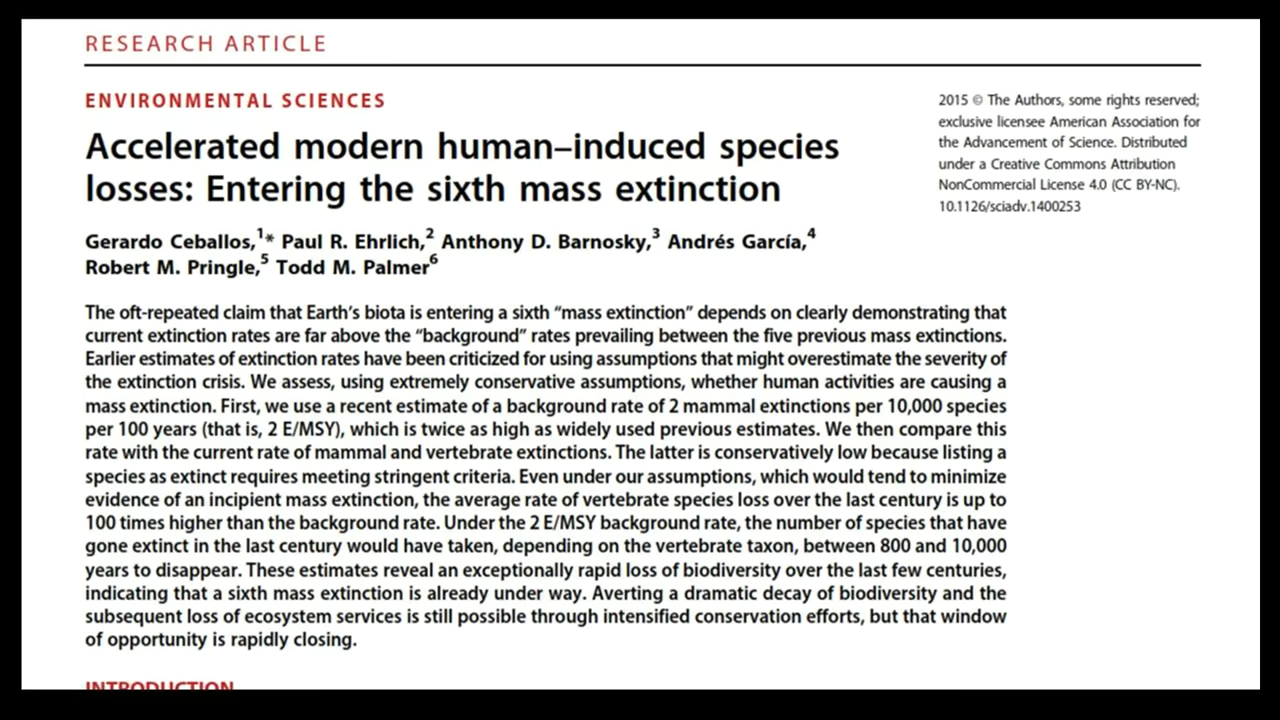 RESEARCH ARTICLE
ENVIRONMENTAL SCIENCES
Accelerated modern human–induced species
losses: Entering the sixth mass extinction
Gerardo Ceballos,1* Paul R. Ehrlich,2 Anthony D. Barnosky,3 Andrés García,4
Robert M. Pringle,5 Todd M. Palmer6
2015 © The Authors, some rights reserved;
exclusive licensee American Association for
the Advancement of Science. Distributed
under a Creative Commons Attribution
NonCommercial License 4.0 (CC BY-NC).
10.1126/sciadv.1400253
The oft-repeated claim that Earth’s biota is entering a sixth “mass extinction” depends on clearly demonstrating that
current extinction rates are far above the “background” rates prevailing between the five previous mass extinctions.
Earlier estimates of extinction rates have been criticized for using assumptions that might overestimate the severity of
the extinction crisis. We assess, using extremely conservative assumptions, whether human activities are causing a
mass extinction. First, we use a recent estimate of a background rate of 2 mammal extinctions per 10,000 species
per 100 years (that is, 2 E/MSY), which is twice as high as widely used previous estimates. We then compare this
rate with the current rate of mammal and vertebrate extinctions. The latter is conservatively low because listing a
species as extinct requires meeting stringent criteria. Even under our assumptions, which would tend to minimize
evidence of an incipient mass extinction, the average rate of vertebrate species loss over the last century is up to
100 times higher than the background rate. Under the 2 E/MSY background rate, the number of species that have
gone extinct in the last century would have taken, depending on the vertebrate taxon, between 800 and 10,000
years to disappear. These estimates reveal an exceptionally rapid loss of biodiversity over the last few centuries,
indicating that a sixth mass extinction is already under way. Averting a dramatic decay of biodiversity and the
subsequent loss of ecosystem services is still possible through intensified conservation efforts, but that window
of opportunity is rapidly closing.
INTRODUCTION